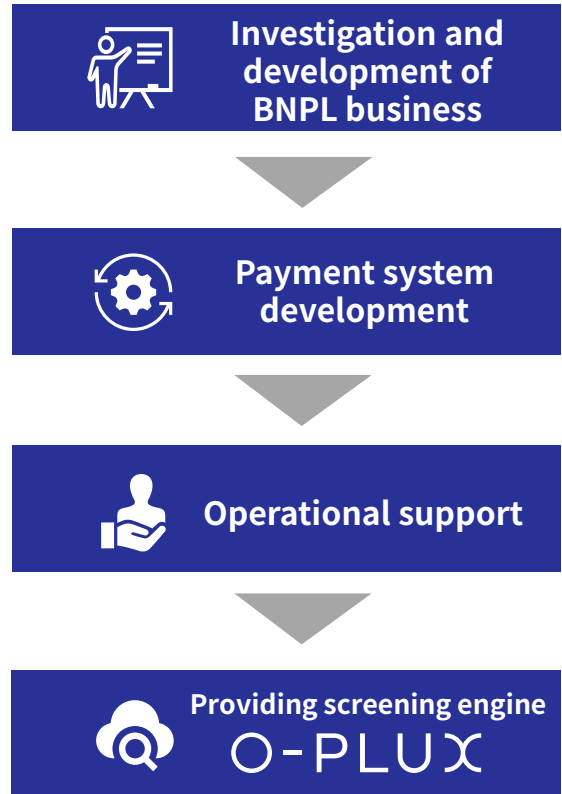 Investigation and
development of
BNPL business
Payment system
development
Operational support
Providing screening engine
O-PLUX